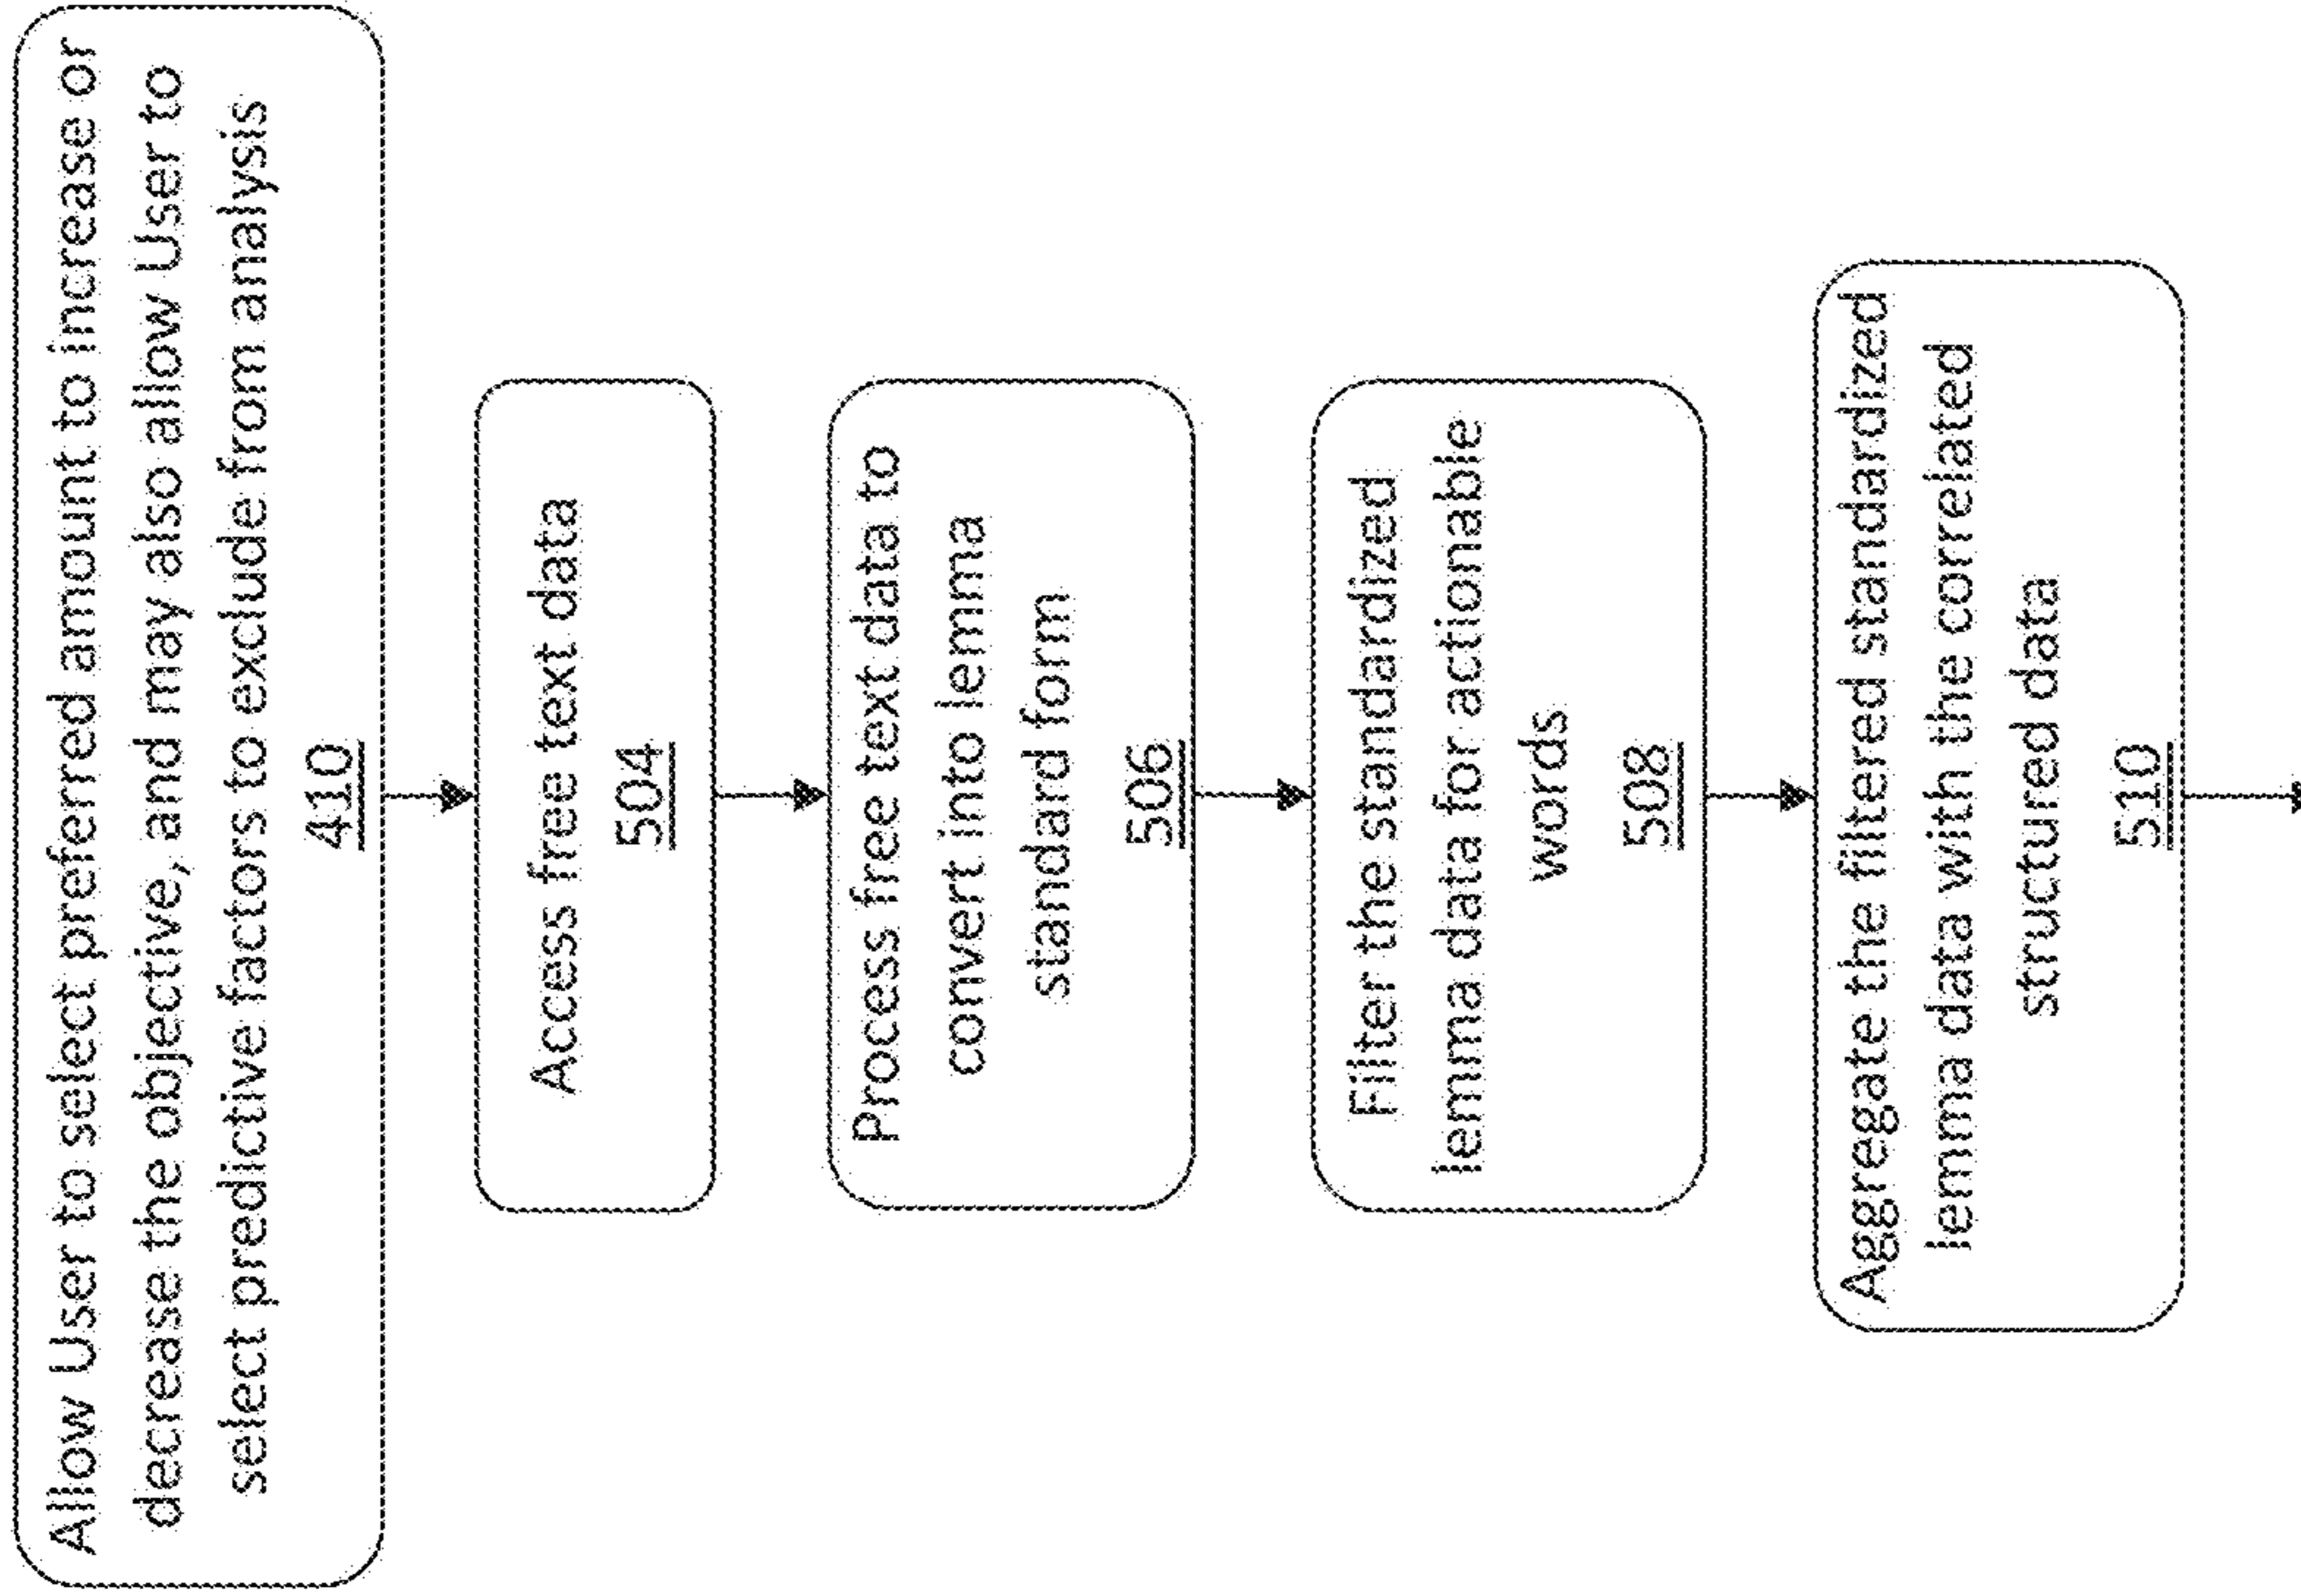 Allow User to select preferred amount to increase or
decrease the objective, and may also allow User to
select predictive factors to exclude from analysis
410
Access free text data
504
Process free text data to
convert into lemma
standard form
506
Filter the standardized
lemma data for actionable
words
508
Aggregate the filtered standardized
lemma data with the correlated
structured data
510